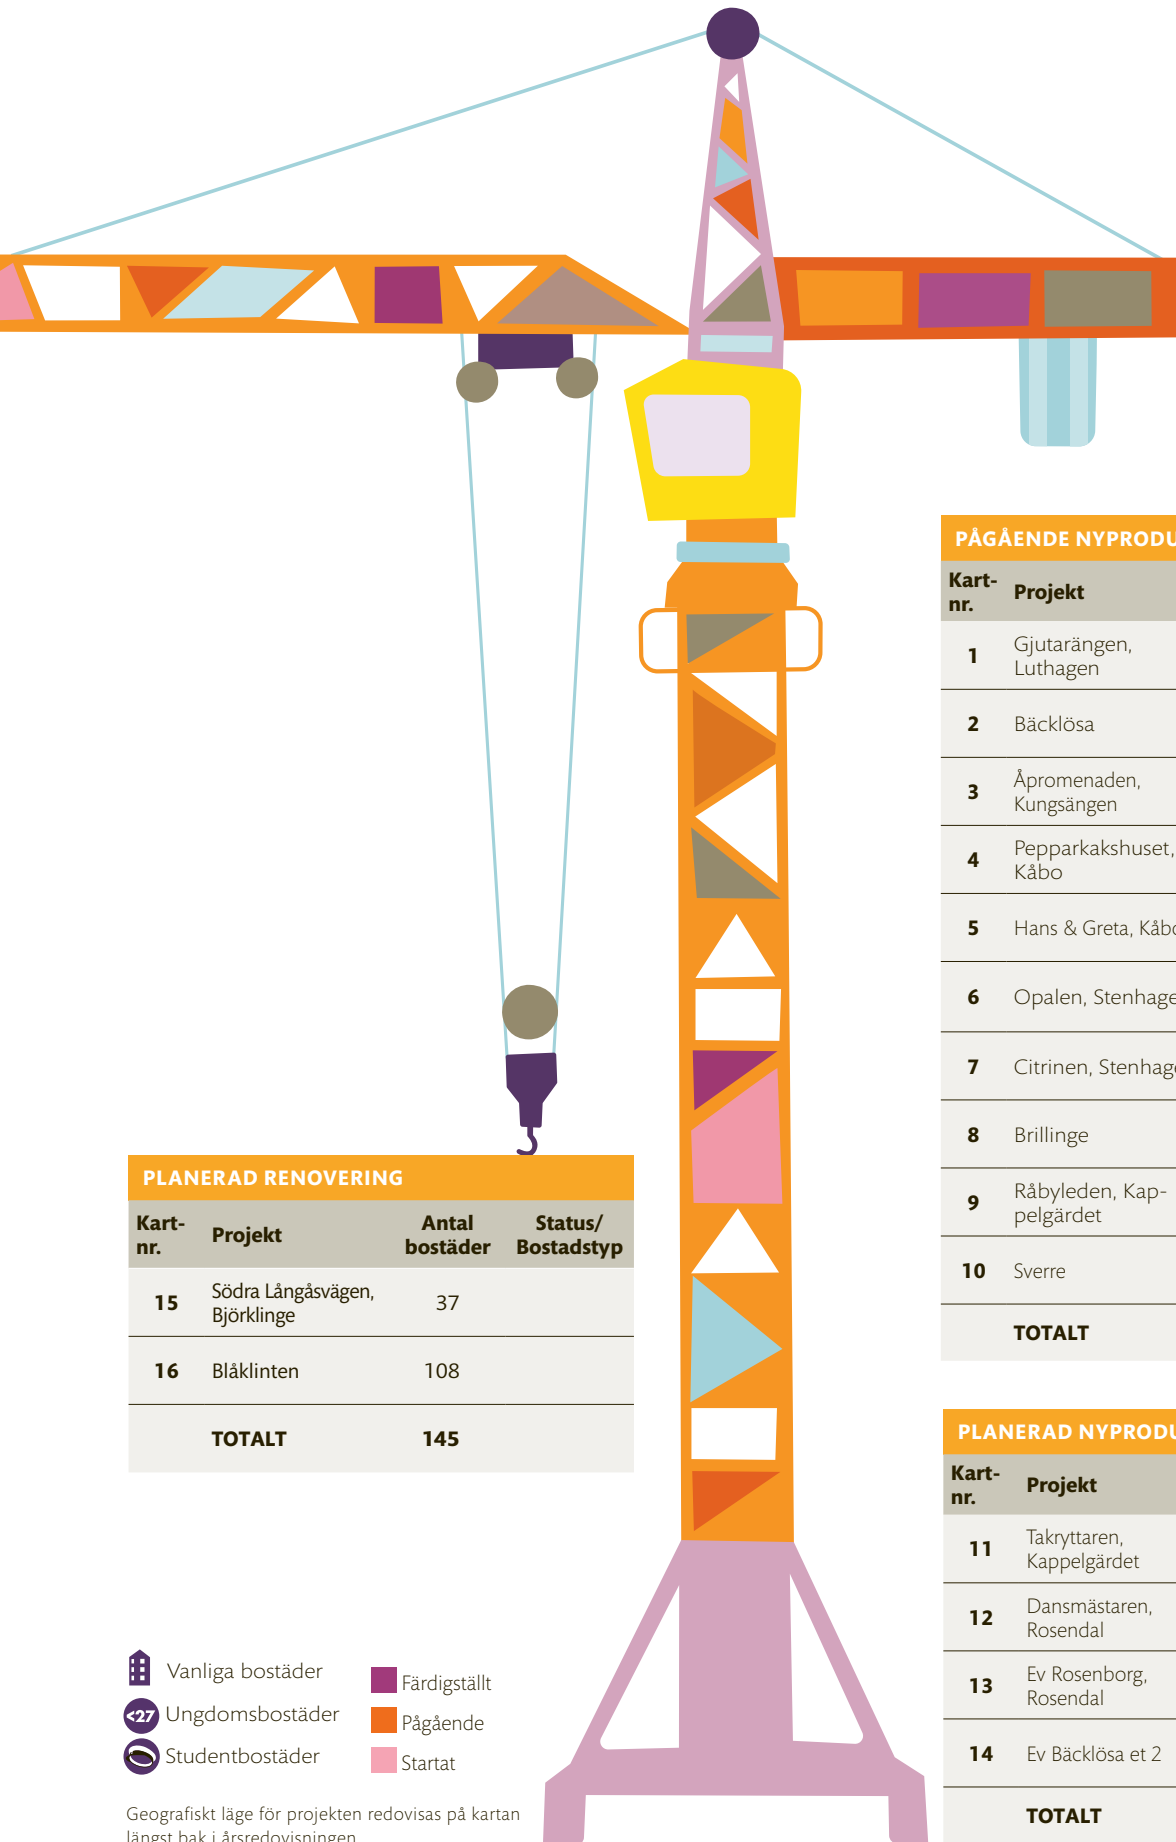 PLANERAD RENOVERING
Kart-
nr.
Projekt
Antal
bostäder
Status/
Bostadstyp
15 Södra Långåsvägen,
Björklinge
37
16 Blåklinten 108
TOTALT 145
Vanliga bostäder
<27 Ungdomsbostäder
Studentbostäder
Färdigställt
Pågående
Startat
Geografiskt läge för projekten redovisas på kartan
längst bak i årsredovisningen
PÅGÅENDE NYPRODU
Kart-
nr.
Projekt
1 Gjutarängen,
Luthagen
2 Bäcklösa
3 Åpromenaden,
Kungsängen
4 Pepparkakshuset,
Kåbo
5 Hans & Greta, Kåbo
6 Opalen, Stenhage
7 Citrinen, Stenhage
8 Brillinge
9 Råbyleden, Kap-
pelgärdet
10 Sverre
TOTALT
PLANERAD NYPRODU
Kart-
nr.
Projekt
11 Takryttaren,
Kappelgärdet
12 Dansmästaren,
Rosendal
13 Ev Rosenborg,
Rosendal
14 Ev Bäcklösa et 2
TOTALT